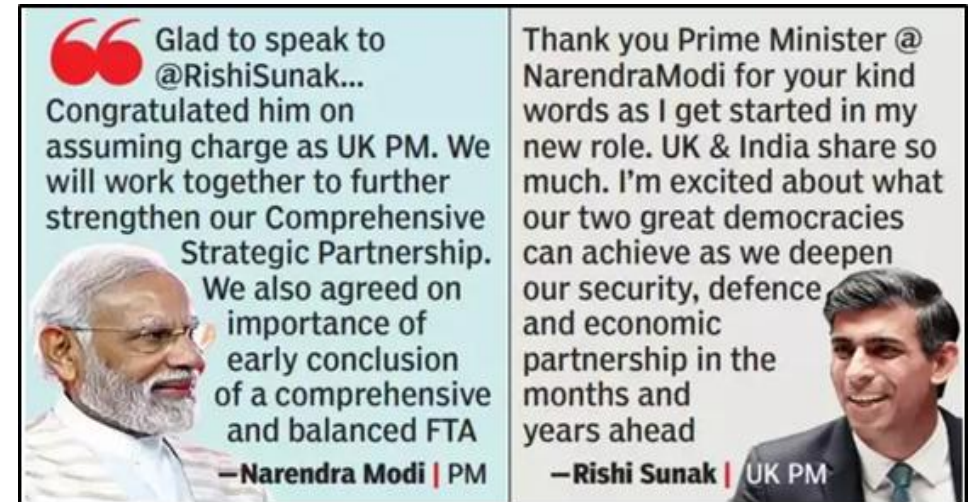 Glad to speak to
@RishiSunak...
Congratulated him on
assuming charge as UK PM. We
will work together to further
strengthen our Comprehensive
Strategic Partnership.
We also agreed on
importance of
early conclusion
of a comprehensive
and balanced FTA
—Narendra Modi | PM
Thank you Prime Minister @
NarendraModi for your kind
words as I get started in my
new role. UK & India share so
much. I'm excited about what
our two great democracies
can achieve as we deepen
our security, defence
and economic
partnership in the
months and
years ahead
—Rishi Sunak | UK PM